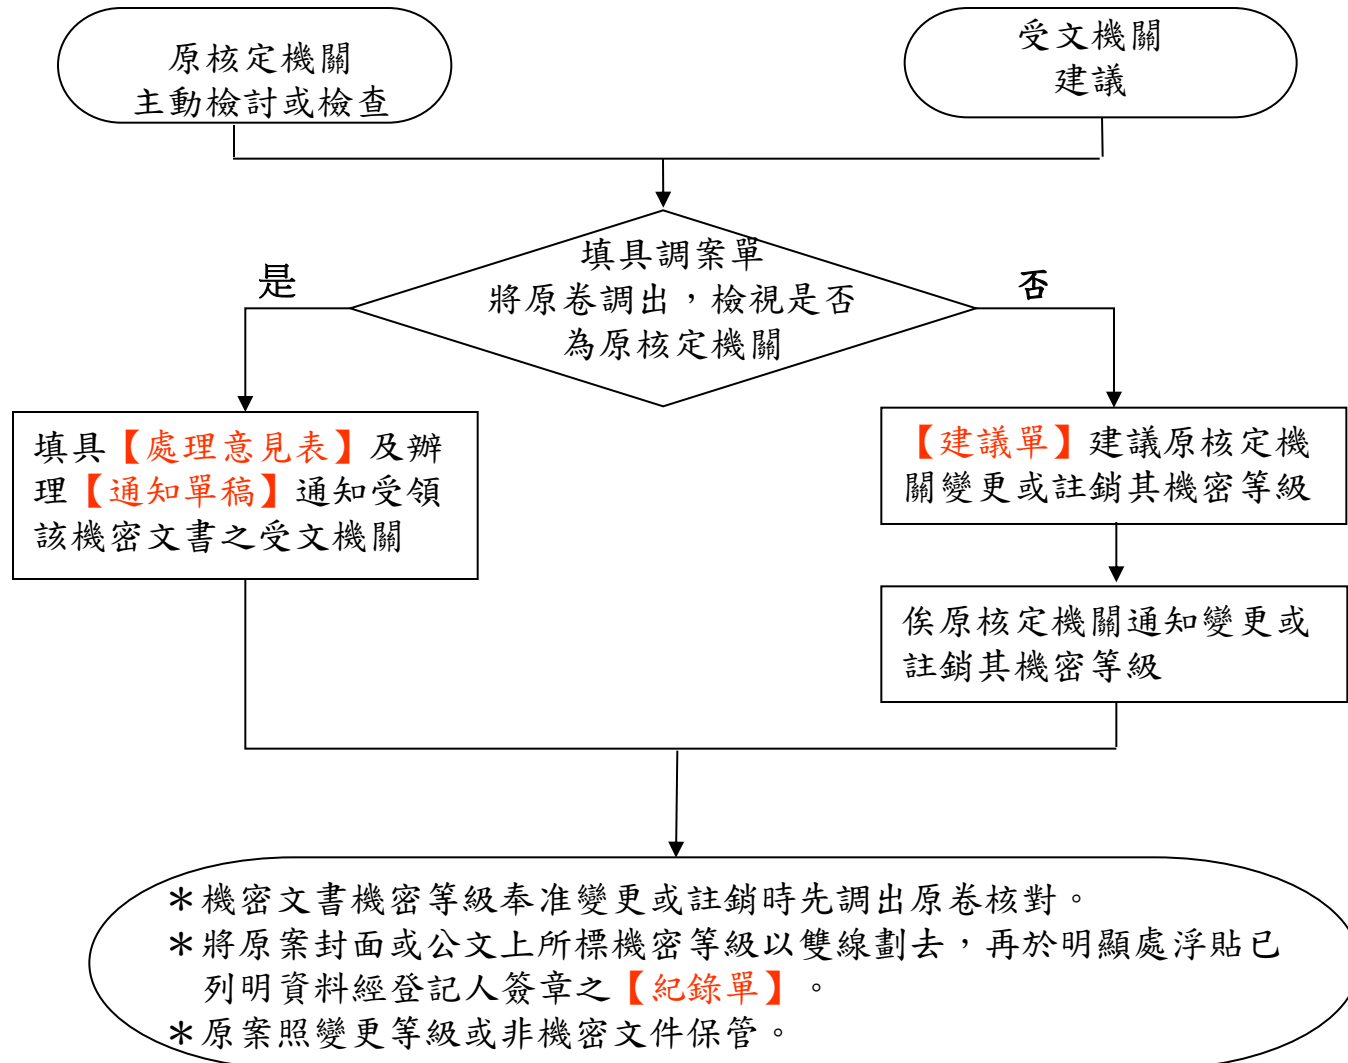 原核定機關
主動檢討或檢查
受文機關
建議
填具調案單
將原卷調出，檢視是否
為原核定機關
是
否
填具【處理意見表】及辦
理【通知單稿】通知受領
該機密文書之受文機關
【建議單】建議原核定機
關變更或註銷其機密等級
俟原核定機關通知變更或
註銷其機密等級
＊機密文書機密等級奉准變更或註銷時先調出原卷核對。
＊將原案封面或公文上所標機密等級以雙線劃去，再於明顯處浮貼已
列明資料經登記人簽章之【紀錄單】。
＊原案照變更等級或非機密文件保管。